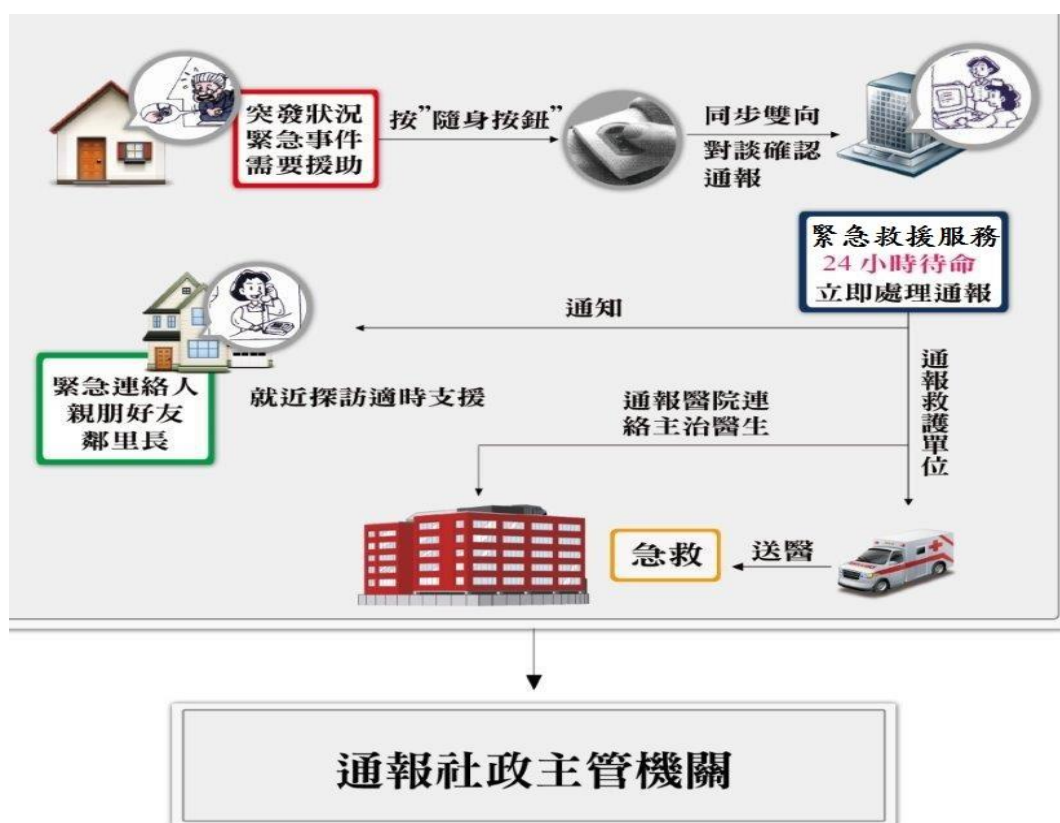 突發狀況
緊急事件
需要援助
按”隨身按鈕”
同步雙向
對談確認
通報
緊急救援服務
24 小時待命
立即處理通報
通知
緊急連絡人
親朋好友
鄰里長
就近探訪適時支援
通報醫院連
絡主治醫生
通報救護單位
急救
送醫
通報社政主管機關